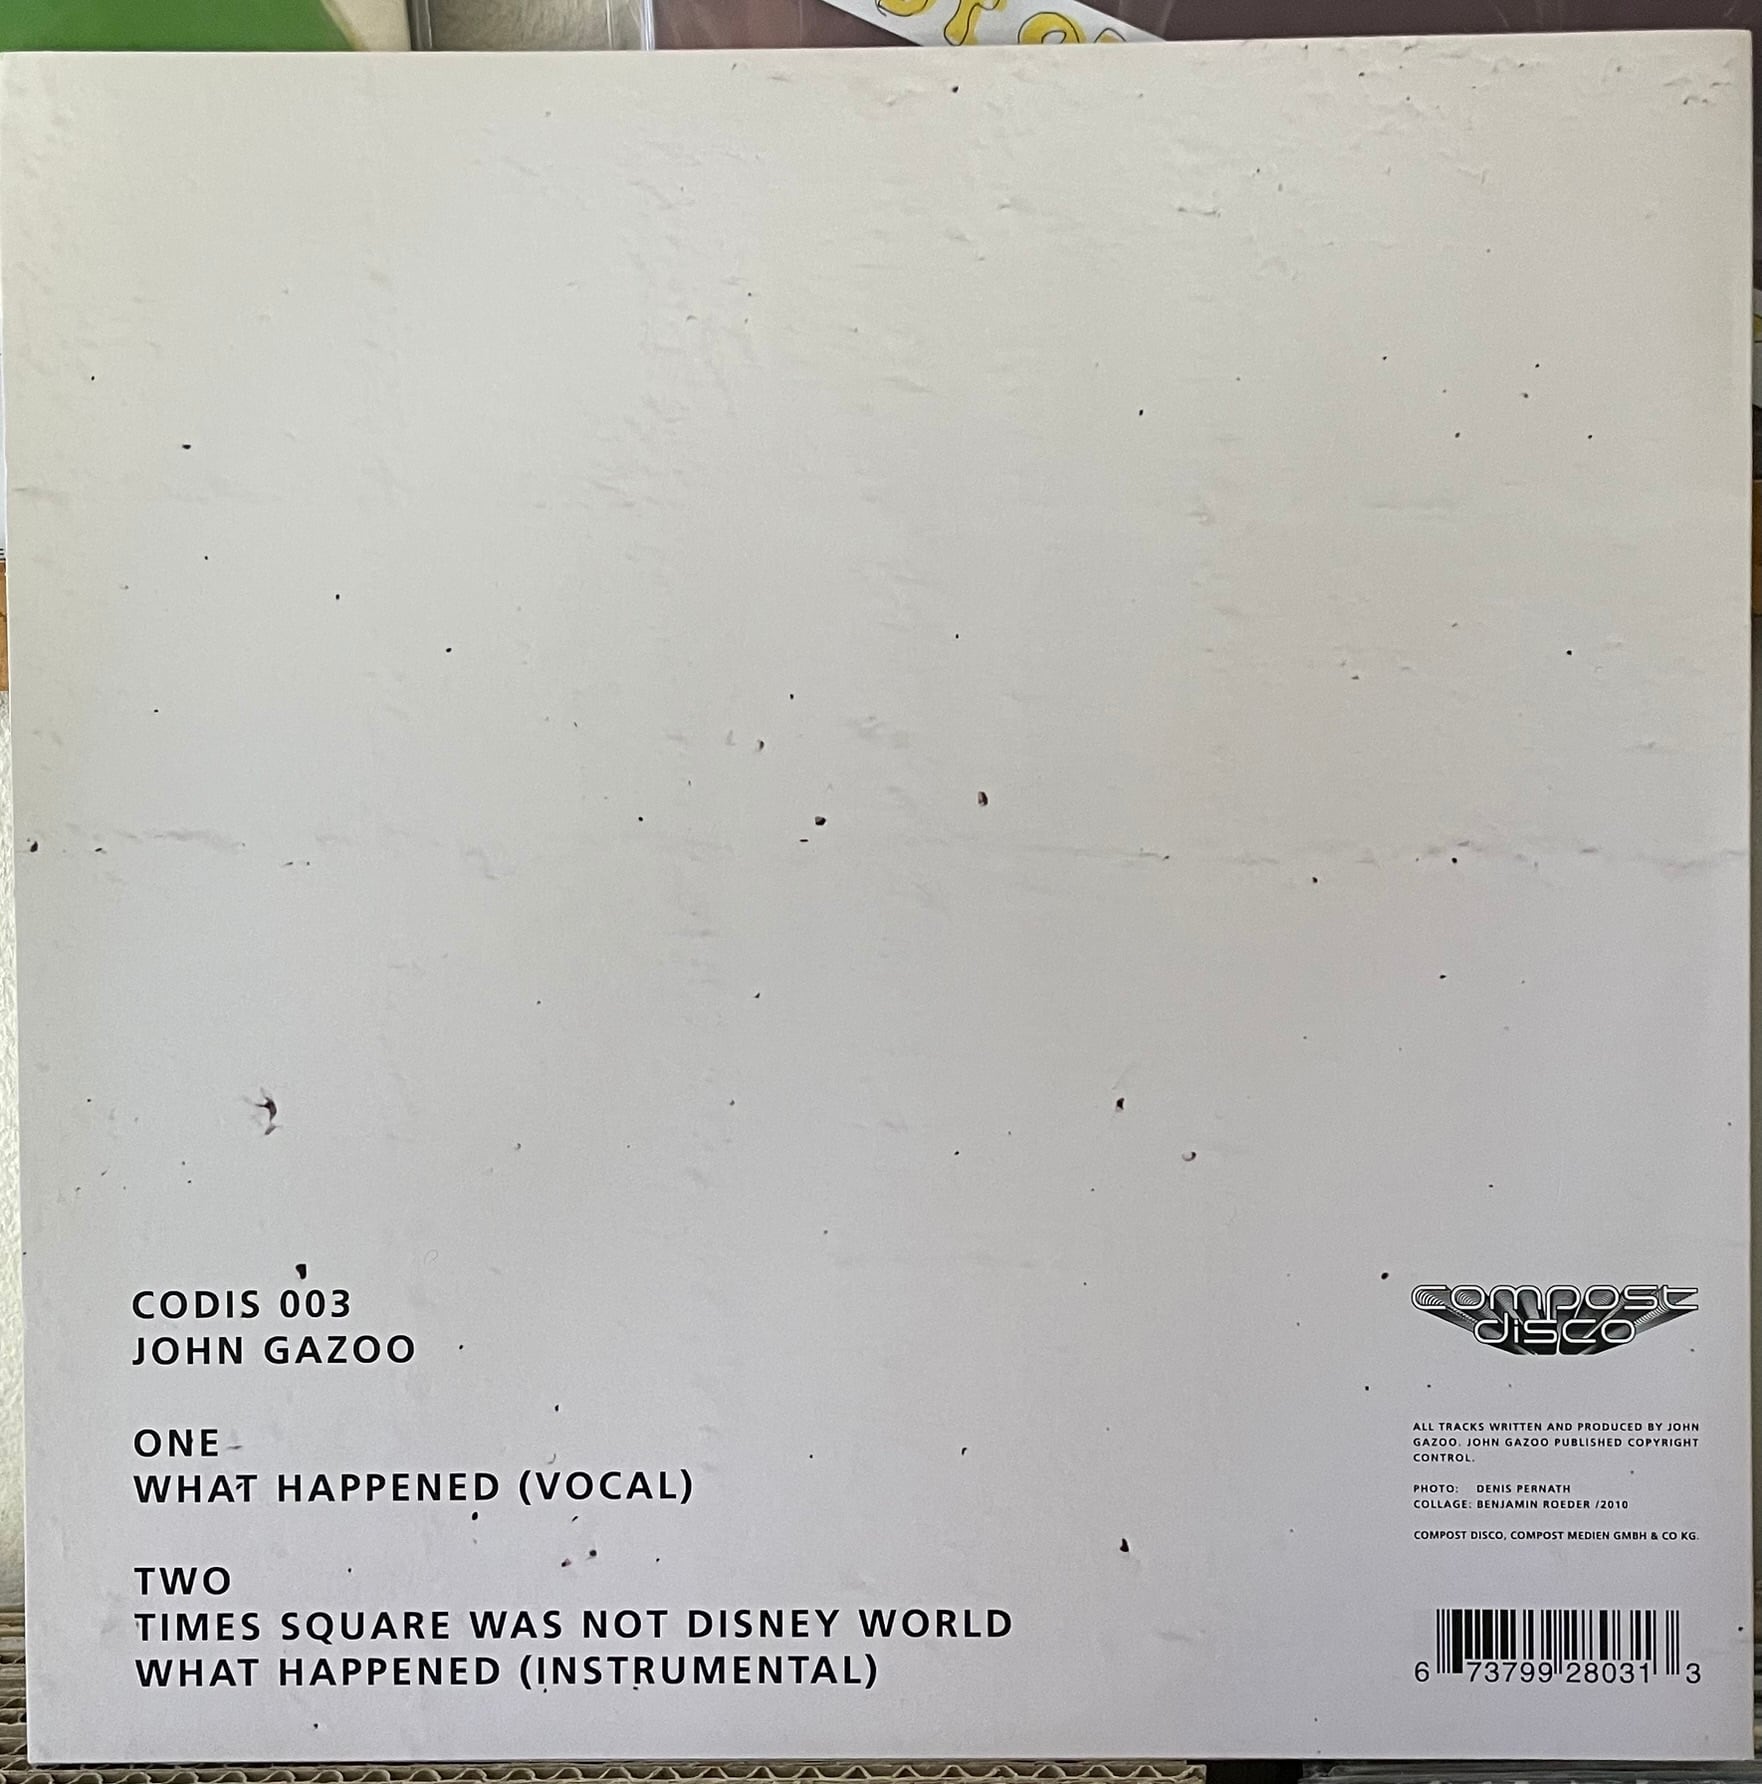 CODIS 003
JOHN GAZOO
ONE
WHAT HAPPENED (VOCAL)
TWO
TIMES SQUARE WAS NOT DISNEY WORLD
WHAT HAPPENED (INSTRUMENTAL)
compost
disco
ALL TRACKS WRITTEN AND PRODUCED BY JOHN
GAZOO. JOHN GAZOO PUBLISHED COPYRIGHT
CONTROL.
PHOTO: DENIS PERNATH
COLLAGE: BENJAMIN ROEDER /2010
COMPOST DISCO, COMPOST MEDIEN GMBH & CO KG.
6 73799 28031 3